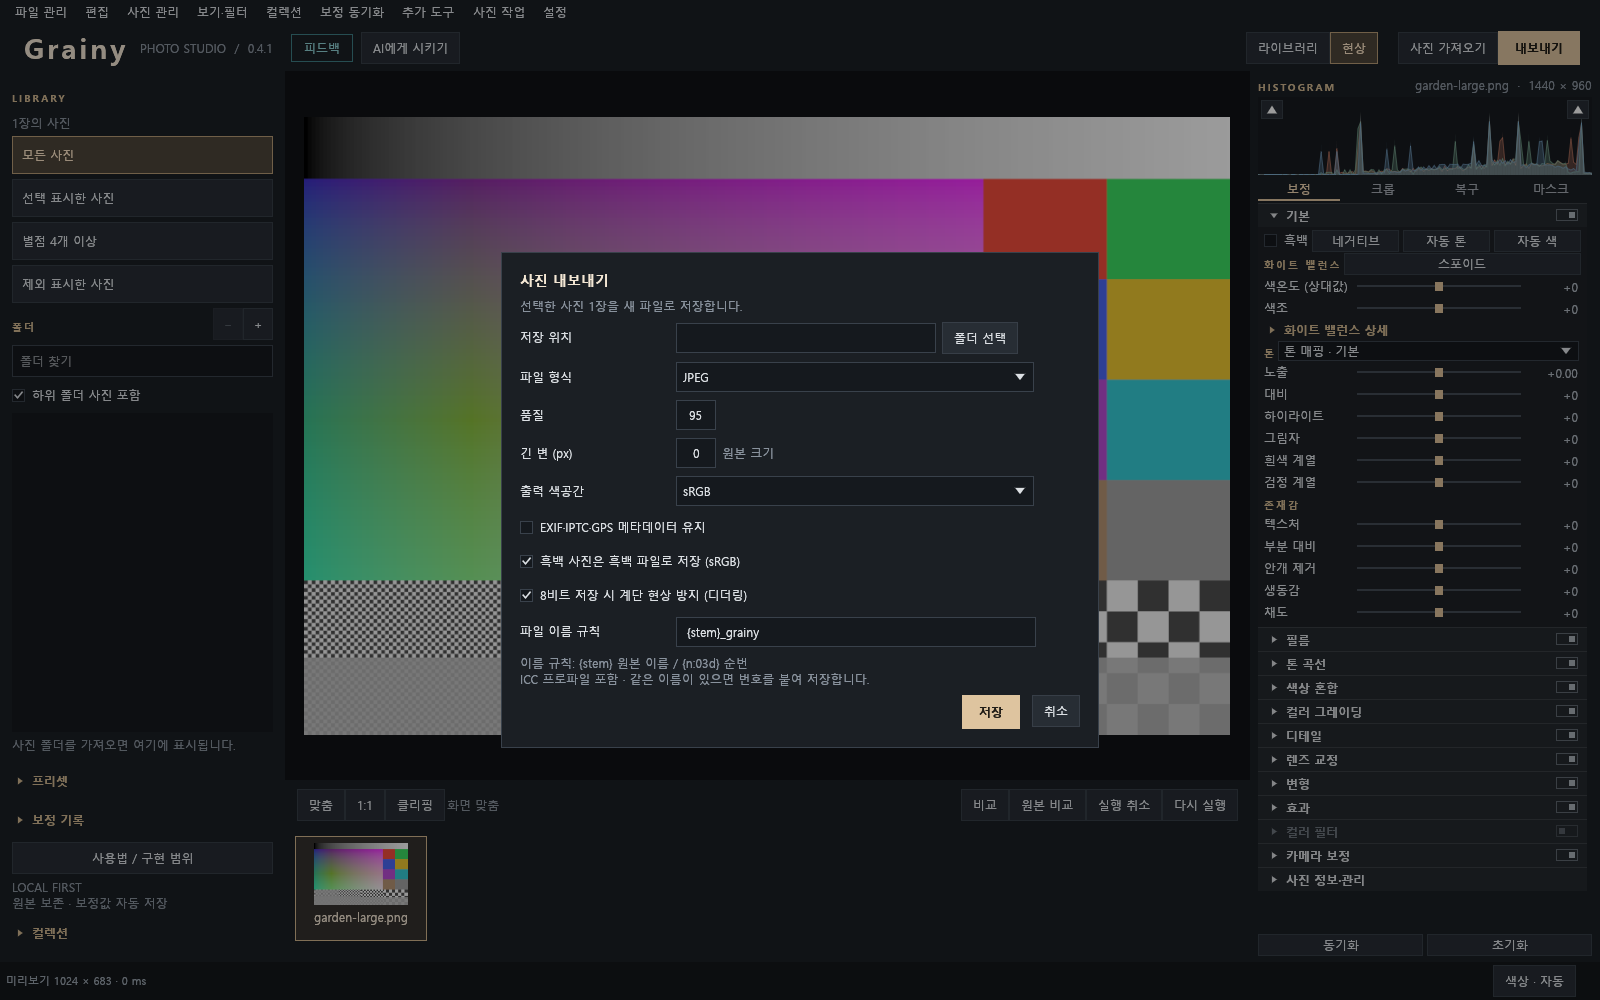 파일 관리 편집 사진 관리 보기·필터 컬렉션 보정 동기화 추가 도구 사진 작업 설정
Grainy PHOTO STUDIO / 0.4.1 피드백 AI에게 시키기 라이브러리 현상 사진 가져오기 내보내기
LIBRARY
1장의 사진
모든 사진
선택 표시한 사진
별점 4개 이상
제외 표시한 사진
폴더 − +
폴더 찾기
하위 폴더 사진 포함
사진 폴더를 가져오면 여기에 표시됩니다.
프리셋
보정 기록
사용법 / 구현 범위
LOCAL FIRST
원본 보존 · 보정값 자동 저장
컬렉션
사진 내보내기
선택한 사진 1장을 새 파일로 저장합니다.
저장 위치 폴더 선택
파일 형식 JPEG
품질 95
긴 변 (px) 0 원본 크기
출력 색공간 sRGB
EXIF·IPTC·GPS 메타데이터 유지
흑백 사진은 흑백 파일로 저장 (sRGB)
8비트 저장 시 계단 현상 방지 (디더링)
파일 이름 규칙 {stem}_grainy
이름 규칙: {stem} 원본 이름 / {n:03d} 순번
ICC 프로파일 포함 · 같은 이름이 있으면 번호를 붙여 저장합니다.
저장 취소
맞춤 1:1 클리핑 화면 맞춤 비교 원본 비교 실행 취소 다시 실행
garden-large.png
HISTOGRAM garden-large.png · 1440 × 960
보정 크롭 복구 마스크
기본
흑백 네거티브 자동 톤 자동 색
화이트 밸런스 스포이드
색온도 (상대값) +0
색조 +0
화이트 밸런스 상세
톤 톤 매핑 · 기본
노출 +0.00
대비 +0
하이라이트 +0
그림자 +0
흰색 계열 +0
검정 계열 +0
존재감
텍스처 +0
부분 대비 +0
안개 제거 +0
생동감 +0
채도 +0
필름
톤 곡선
색상 혼합
컬러 그레이딩
디테일
렌즈 교정
변형
효과
컬러 필터
카메라 보정
사진 정보·관리
동기화 초기화
미리보기 1024 × 683 · 0 ms 색상 · 자동